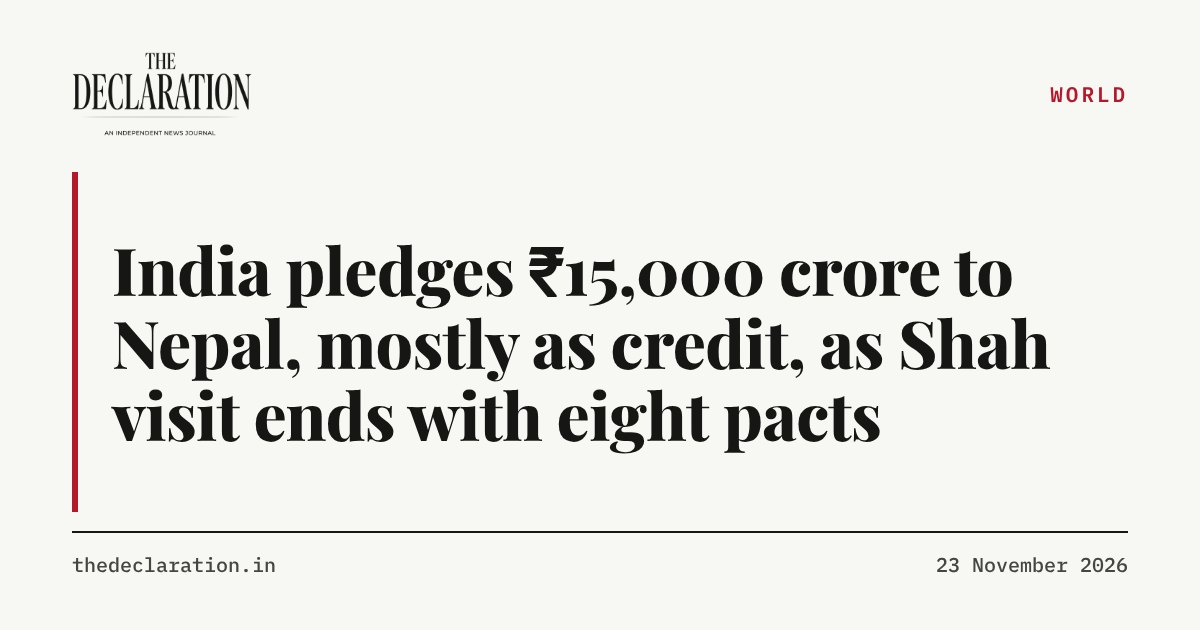 THE
DECLARATION
AN INDEPENDENT NEWS JOURNAL
WORLD
India pledges ₹15,000 crore to
Nepal, mostly as credit, as Shah
visit ends with eight pacts
thedeclaration.in
23 November 2026